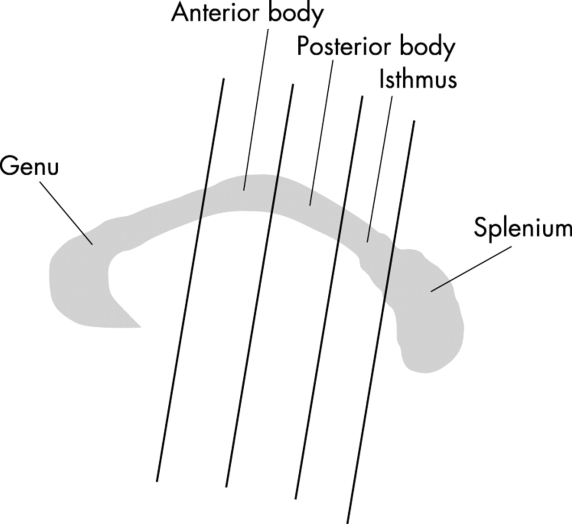 Anterior body
Posterior body
Isthmus
Genu
Splenium